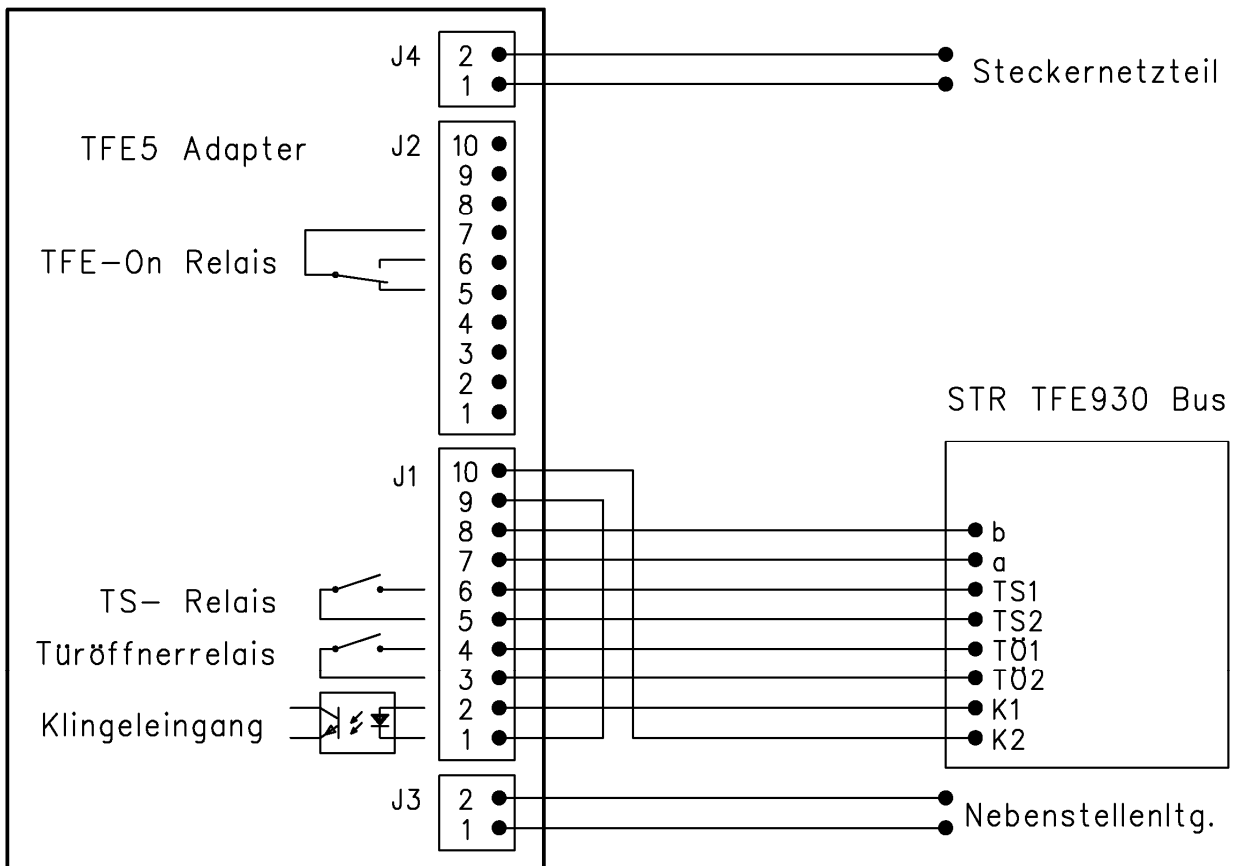 J4
2
1
Steckernetzteil
TFE5 Adapter
J2
10
9
8
7
6
5
4
3
2
1
TFE-On Relais
STR TFE930 Bus
J1
10
9
8
7
6
5
4
3
2
1
b
a
TS1
TS2
TÖ1
TÖ2
K1
K2
TS- Relais
Türöffnerrelais
Klingeleingang
J3
2
1
Nebenstellenltg.